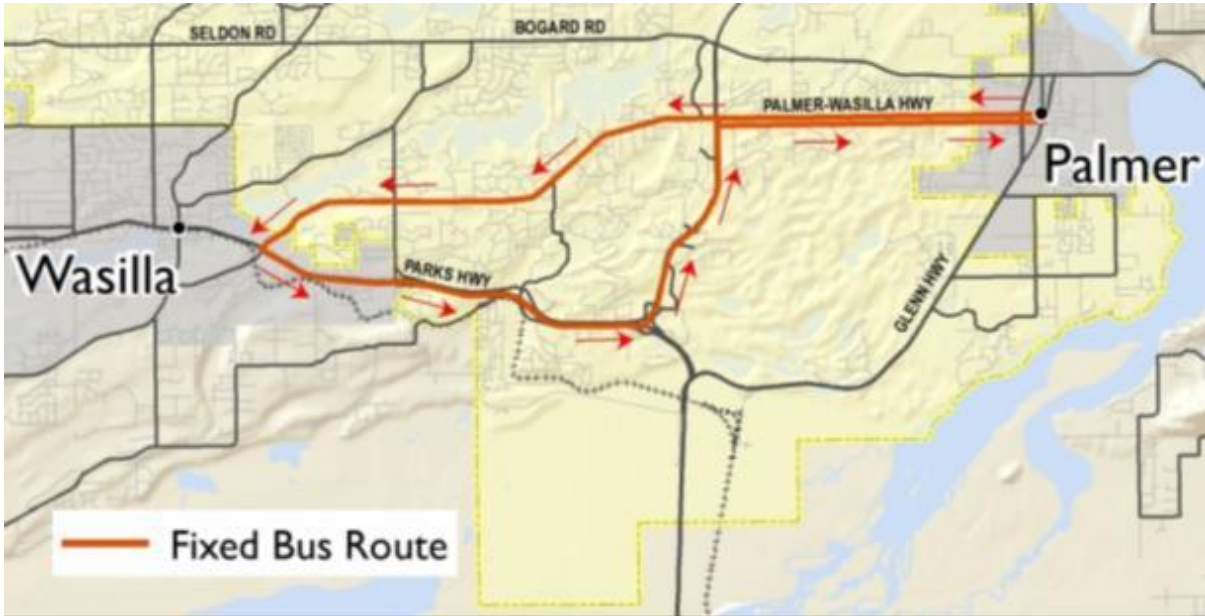 SELDON RD
BOGARD RD
PALMER-WASILLA HWY
Palmer
Wasilla
PARKS HWY
GLENN HWY
Fixed Bus Route